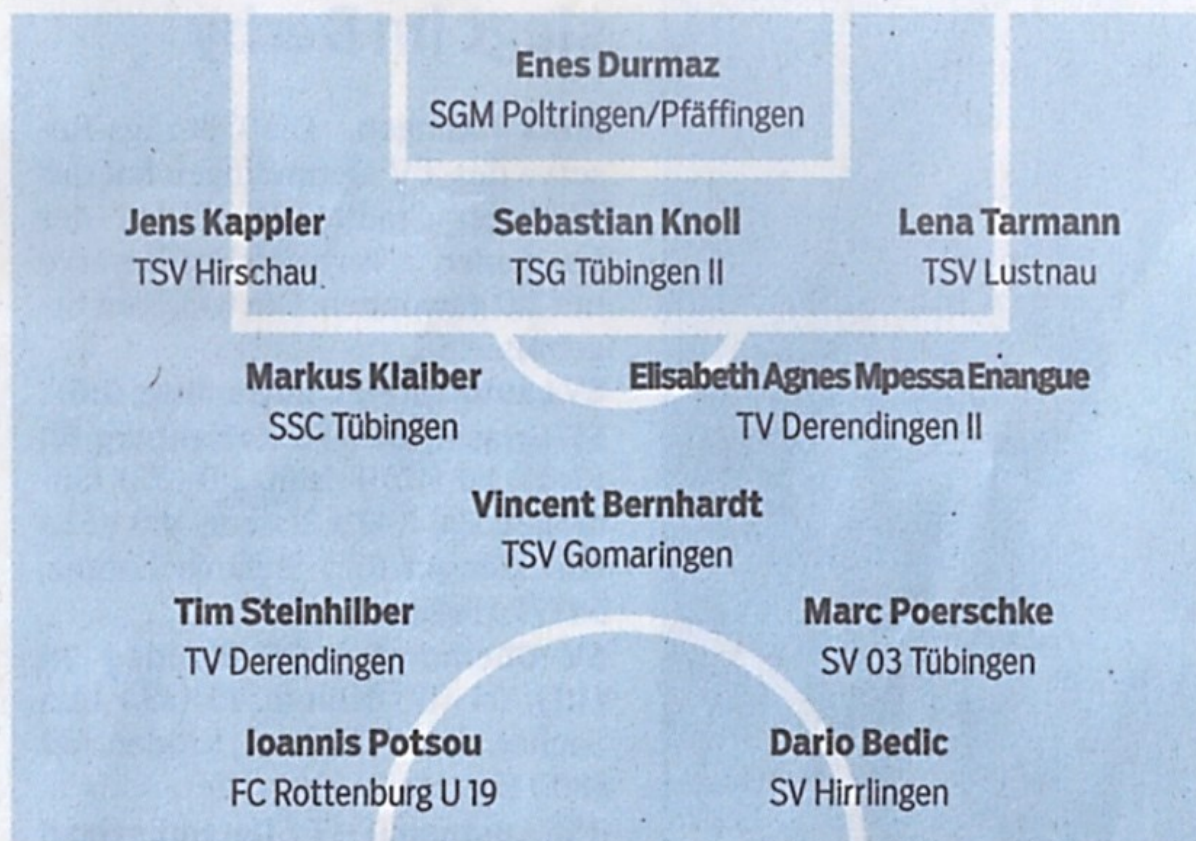 Enes Durmaz
SGM Poltringen/Pfäffingen
Jens Kappler
TSV Hirschau
Sebastian Knoll
TSG Tübingen II
Lena Tarmann
TSV Lustnau
Markus Klaiber
SSC Tübingen
Elisabeth Agnes Mpessa Enangue
TV Derendingen II
Vincent Bernhardt
TSV Gomaringen
Tim Steinhilber
TV Derendingen
Marc Poerschke
SV 03 Tübingen
Ioannis Potsou
FC Rottenburg U 19
Dario Bedic
SV Hirrlingen